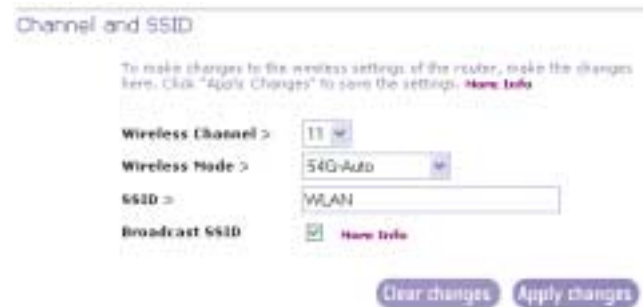 Channel and SSID
To make changes to the wireless settings of the router, make the changes
here. Click "Apply Changes" to save the settings. More Info
Wireless Channel > 11
Wireless Mode > 54G-Auto
SSID > WLAN
Broadcast SSID More Info
Clear changes Apply changes